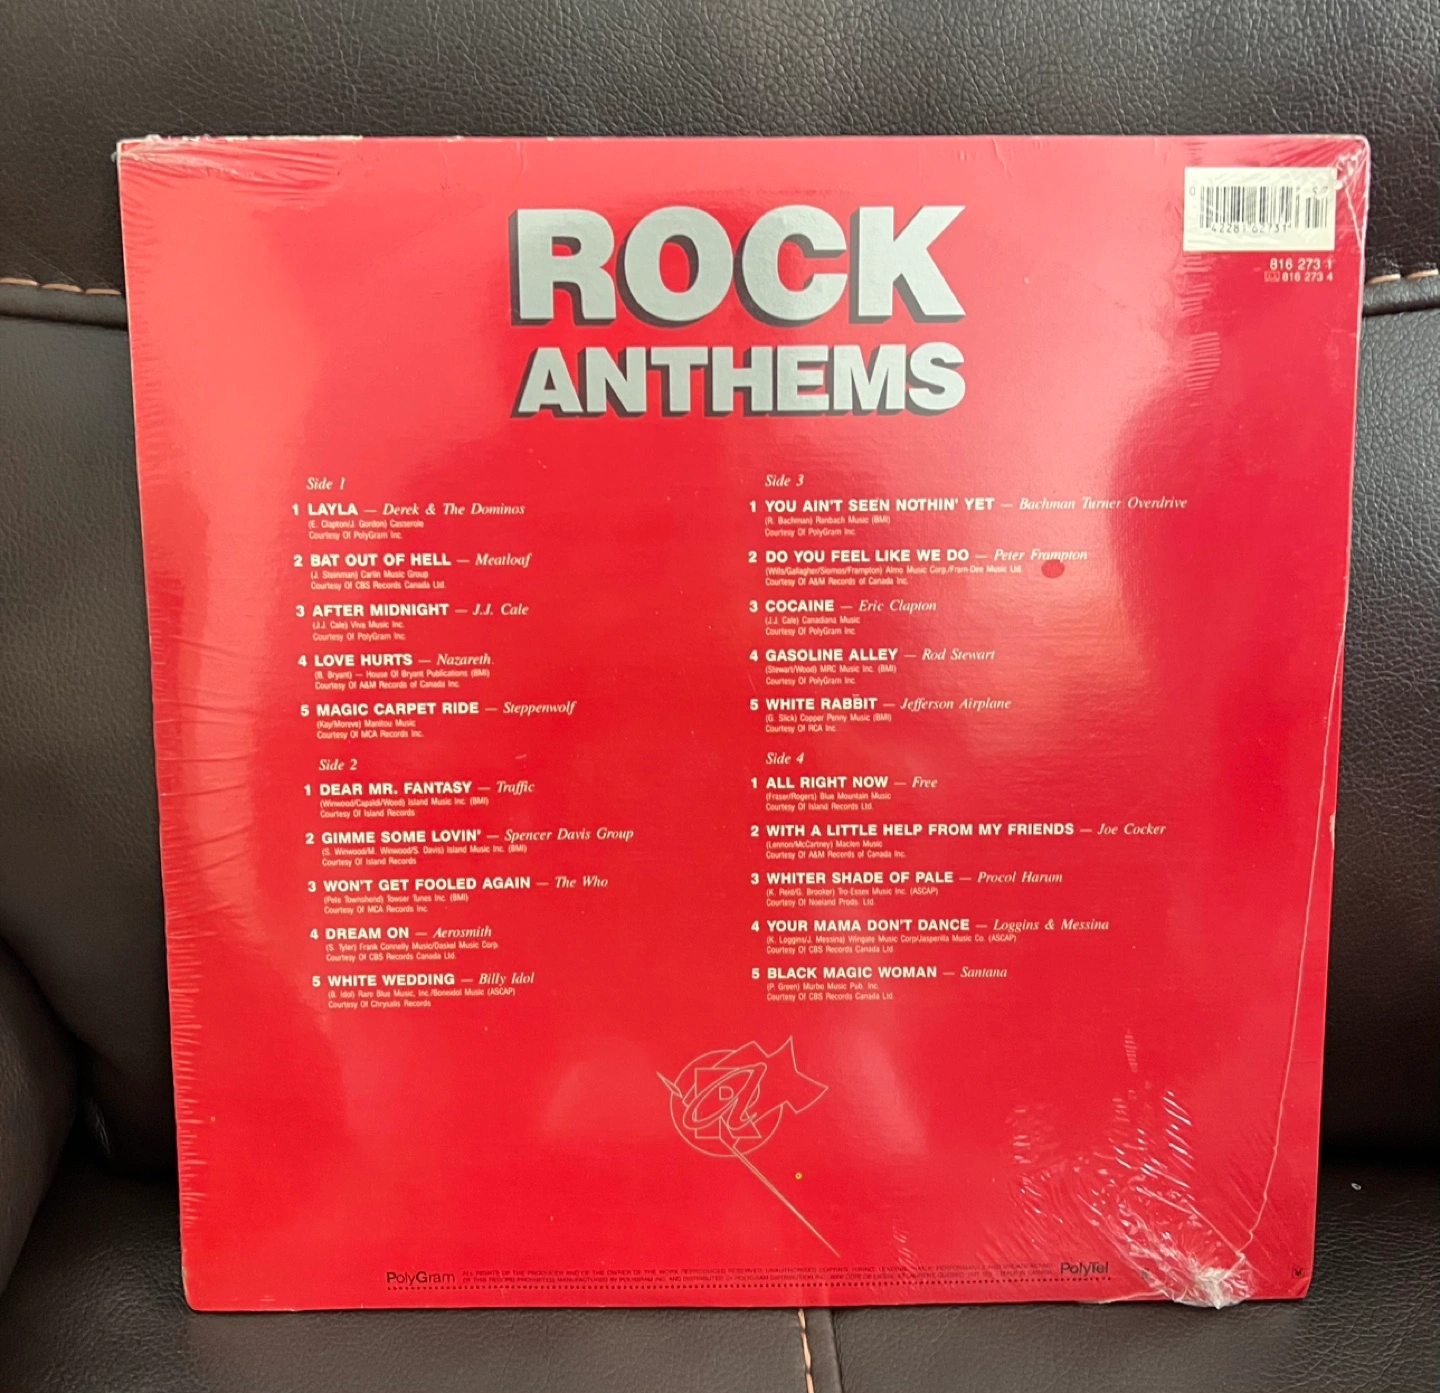 ROCK
ANTHEMS
816 273 1
816 273 4
Side 1
1 LAYLA — Derek & The Dominos
(E. Clapton/J. Gordon) Casserole
Courtesy Of PolyGram Inc.
2 BAT OUT OF HELL — Meatloaf
(J. Steinman) Carlin Music Group
Courtesy Of CBS Records Canada Ltd.
3 AFTER MIDNIGHT — J.J. Cale
(J.J. Cale) Viva Music Inc.
Courtesy Of PolyGram Inc.
4 LOVE HURTS — Nazareth
(B. Bryant) — House Of Bryant Publications (BMI)
Courtesy Of A&M Records of Canada Inc.
5 MAGIC CARPET RIDE — Steppenwolf
(Kay/Moreve) Manitou Music
Courtesy Of MCA Records Inc.
Side 2
1 DEAR MR. FANTASY — Traffic
(Winwood/Capaldi/Wood) Island Music Inc. (BMI)
Courtesy Of Island Records
2 GIMME SOME LOVIN' — Spencer Davis Group
(S. Winwood/M. Winwood/S. Davis) Island Music Inc. (BMI)
Courtesy Of Island Records
3 WON'T GET FOOLED AGAIN — The Who
(Pete Townshend) Towser Tunes Inc. (BMI)
Courtesy Of MCA Records Inc.
4 DREAM ON — Aerosmith
(S. Tyler) Frank Connelly Music/Daskel Music Corp.
Courtesy Of CBS Records Canada Ltd.
5 WHITE WEDDING — Billy Idol
(B. Idol) Rare Blue Music, Inc./Boneidol Music (ASCAP)
Courtesy Of Chrysalis Records
Side 3
1 YOU AIN'T SEEN NOTHIN' YET — Bachman Turner Overdrive
(R. Bachman) Ranbach Music (BMI)
Courtesy Of PolyGram Inc.
2 DO YOU FEEL LIKE WE DO — Peter Frampton
(Wills/Gallagher/Siomos/Frampton) Almo Music Corp./Fram-Dee Music Ltd.
Courtesy Of A&M Records of Canada Inc.
3 COCAINE — Eric Clapton
(J.J. Cale) Canadiana Music
Courtesy Of PolyGram Inc.
4 GASOLINE ALLEY — Rod Stewart
(Stewart/Wood) MRC Music Inc. (BMI)
Courtesy Of PolyGram Inc.
5 WHITE RABBIT — Jefferson Airplane
(G. Slick) Copper Penny Music (BMI)
Courtesy Of RCA Inc.
Side 4
1 ALL RIGHT NOW — Free
(Fraser/Rogers) Blue Mountain Music
Courtesy Of Island Records Ltd.
2 WITH A LITTLE HELP FROM MY FRIENDS — Joe Cocker
(Lennon/McCartney) Maclen Music
Courtesy Of A&M Records of Canada Inc.
3 WHITER SHADE OF PALE — Procol Harum
(K. Reid/G. Brooker) Tro-Essex Music Inc. (ASCAP)
Courtesy Of Noeland Prods. Ltd.
4 YOUR MAMA DON'T DANCE — Loggins & Messina
(K. Loggins/J. Messina) Wingate Music Corp/Jasperilla Music Co. (ASCAP)
Courtesy Of CBS Records Canada Ltd.
5 BLACK MAGIC WOMAN — Santana
(P. Green) Murbo Music Pub. Inc.
Courtesy Of CBS Records Canada Ltd.
PolyGram
PolyTel